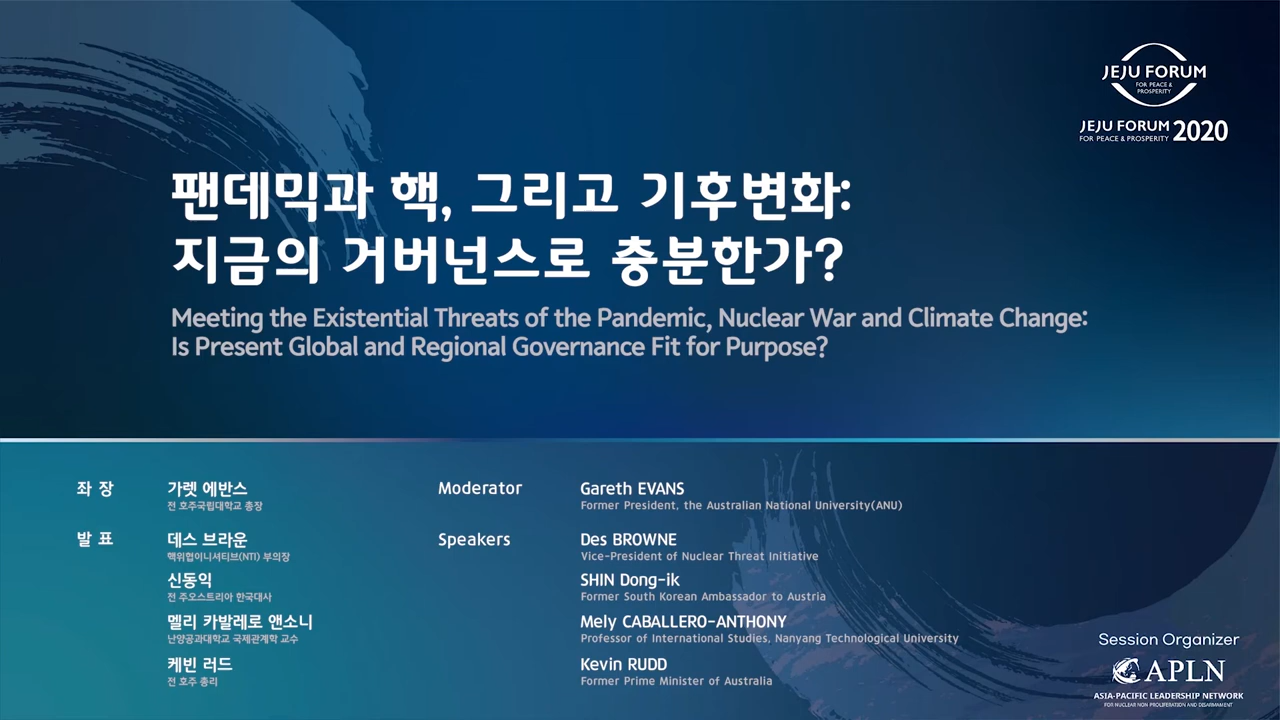 JEJU FORUM
FOR PEACE &
PROSPERITY
JEJU FORUM 2020
FOR PEACE & PROSPERITY
팬데믹과 핵, 그리고 기후변화:
지금의 거버넌스로 충분한가?
Meeting the Existential Threats of the Pandemic, Nuclear War and Climate Change:
Is Present Global and Regional Governance Fit for Purpose?
좌 장 가렛 에반스 Moderator Gareth EVANS
전 호주국립대학교 총장 Former President, the Australian National University(ANU)
발 표 데스 브라운 Speakers Des BROWNE
핵위협이니셔티브(NTI) 부의장 Vice-President of Nuclear Threat Initiative
신동익 SHIN Dong-ik
전 주오스트리아 한국대사 Former South Korean Ambassador to Austria
멜리 카발레로 앤소니 Mely CABALLERO-ANTHONY
난양공과대학교 국제관계학 교수 Professor of International Studies, Nanyang Technological University
케빈 러드 Kevin RUDD
전 호주 총리 Former Prime Minister of Australia
Session Organizer
APLN
ASIA-PACIFIC LEADERSHIP NETWORK
FOR NUCLEAR NON-PROLIFERATION AND DISARMAMENT